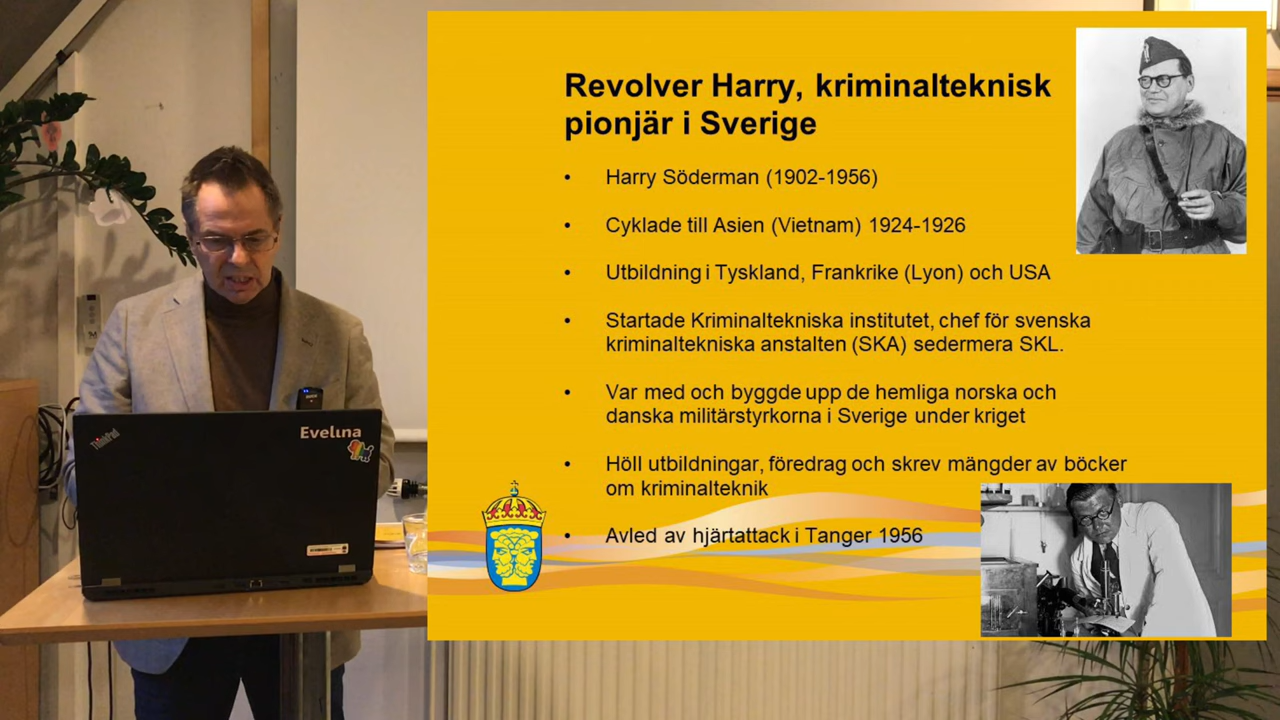 Revolver Harry, kriminalteknisk
pionjär i Sverige
• Harry Söderman (1902-1956)
• Cyklade till Asien (Vietnam) 1924-1926
• Utbildning i Tyskland, Frankrike (Lyon) och USA
• Startade Kriminaltekniska institutet, chef för svenska
kriminaltekniska anstalten (SKA) sedermera SKL.
• Var med och byggde upp de hemliga norska och
danska militärstyrkorna i Sverige under kriget
• Höll utbildningar, föredrag och skrev mängder av böcker
om kriminalteknik
• Avled av hjärtattack i Tanger 1956
ThinkPad
Evelina